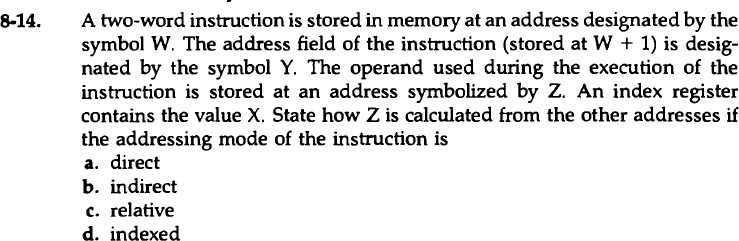 8-14. A two-word instruction is stored in memory at an address designated by the
symbol W. The address field of the instruction (stored at W + 1) is desig-
nated by the symbol Y. The operand used during the execution of the
instruction is stored at an address symbolized by Z. An index register
contains the value X. State how Z is calculated from the other addresses if
the addressing mode of the instruction is
a. direct
b. indirect
c. relative
d. indexed